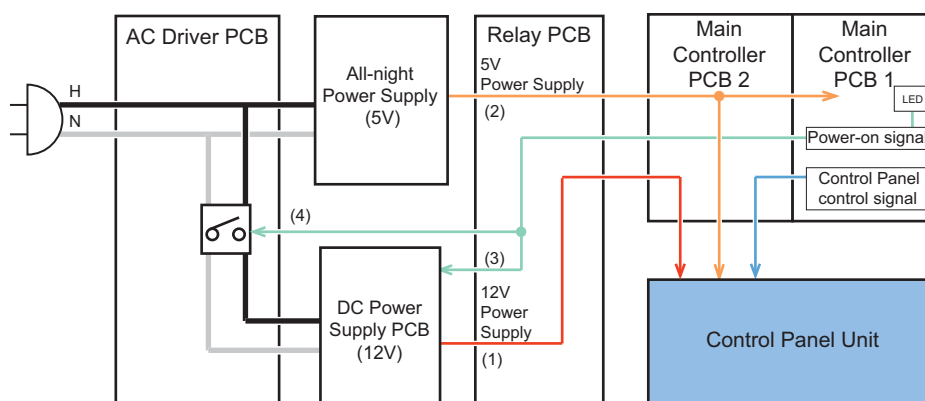 AC Driver PCB
All-night
Power Supply
(5V)
Relay PCB
5V
Power Supply
(2)
Main
Controller
PCB 2
Main
Controller
PCB 1
LED
H
N
Power-on signal
Control Panel
control signal
(4)
(3)
DC Power
Supply PCB
(12V)
12V
Power
Supply
(1)
Control Panel Unit